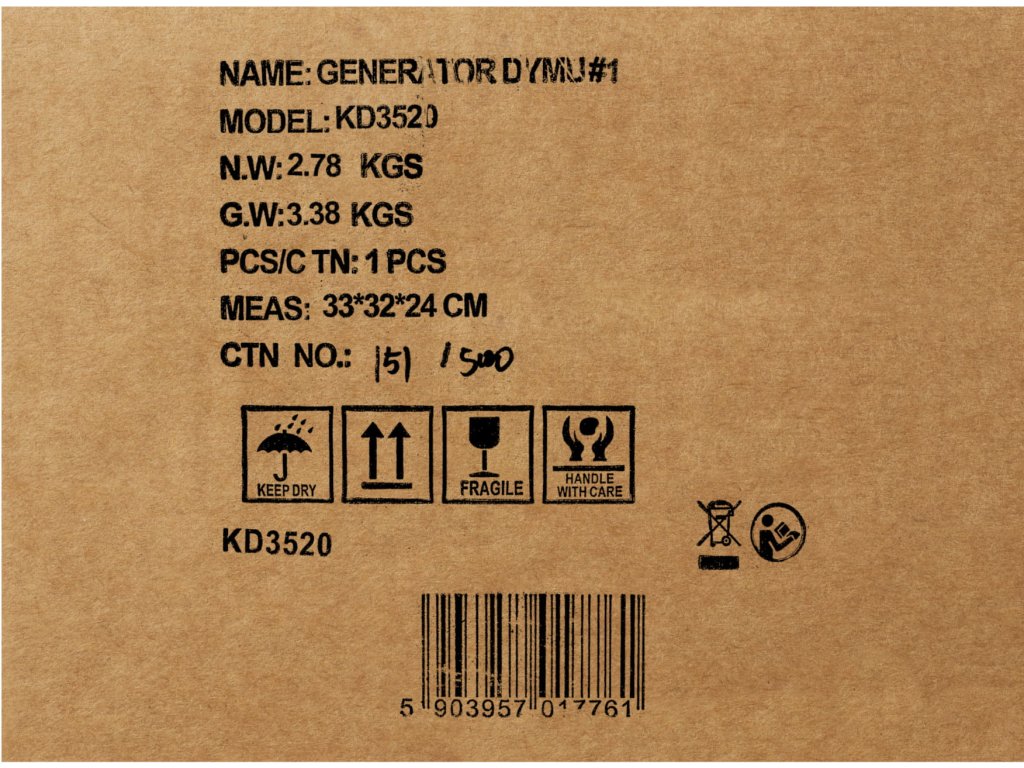 NAME: GENERATOR DYMU#1
MODEL: KD3520
N.W: 2.78 KGS
G.W: 3.38 KGS
PCS/C TN: 1 PCS
MEAS: 33*32*24 CM
CTN NO.: 151 / 500
KEEP DRY
FRAGILE
HANDLE
WITH CARE
KD3520
5 903957 017761